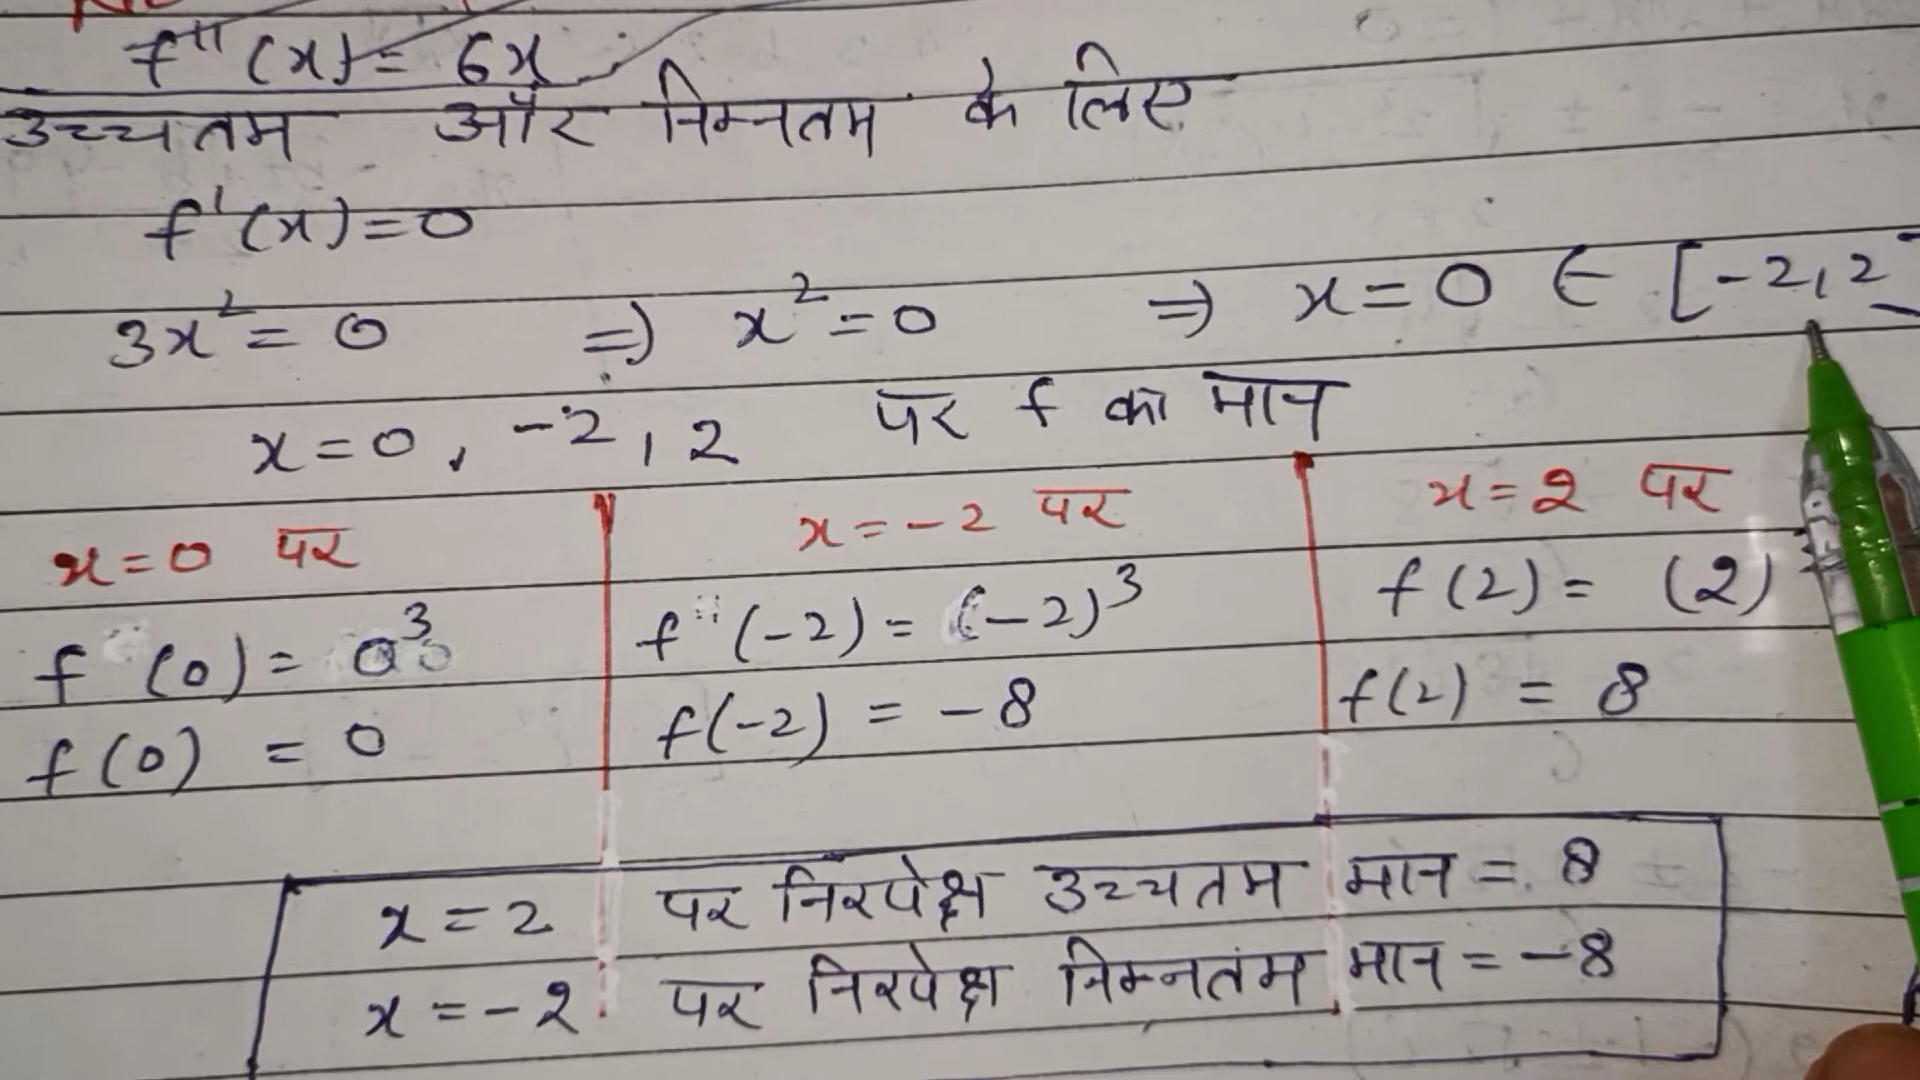 f''(x) = 6x
उच्चतम और निम्नतम के लिए
f'(x) = 0
3x² = 0 ⇒ x² = 0 ⇒ x = 0 ∈ [-2, 2]
x = 0, -2, 2 पर f का मान
x = 0 पर
f(0) = 0³
f(0) = 0
x = -2 पर
f(-2) = (-2)³
f(-2) = -8
x = 2 पर
f(2) = (2)
f(2) = 8
x = 2 पर निरपेक्ष उच्चतम मान = 8
x = -2 पर निरपेक्ष निम्नतम मान = -8